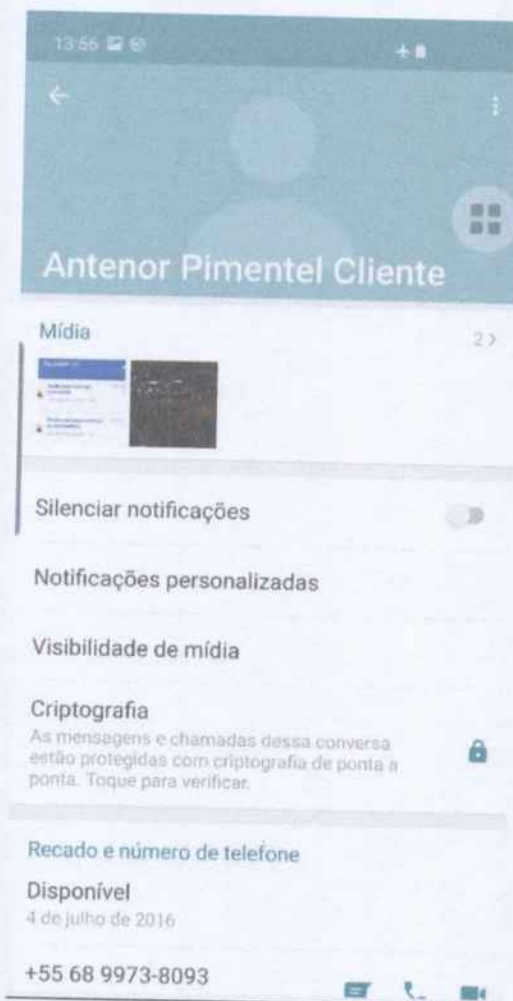 13:56
Antenor Pimentel Cliente
Mídia
2 >
Silenciar notificações
Notificações personalizadas
Visibilidade de mídia
Criptografia
As mensagens e chamadas dessa conversa
estão protegidas com criptografia de ponta a
ponta. Toque para verificar.
Recado e número de telefone
Disponível
4 de julho de 2016
+55 68 9973-8093